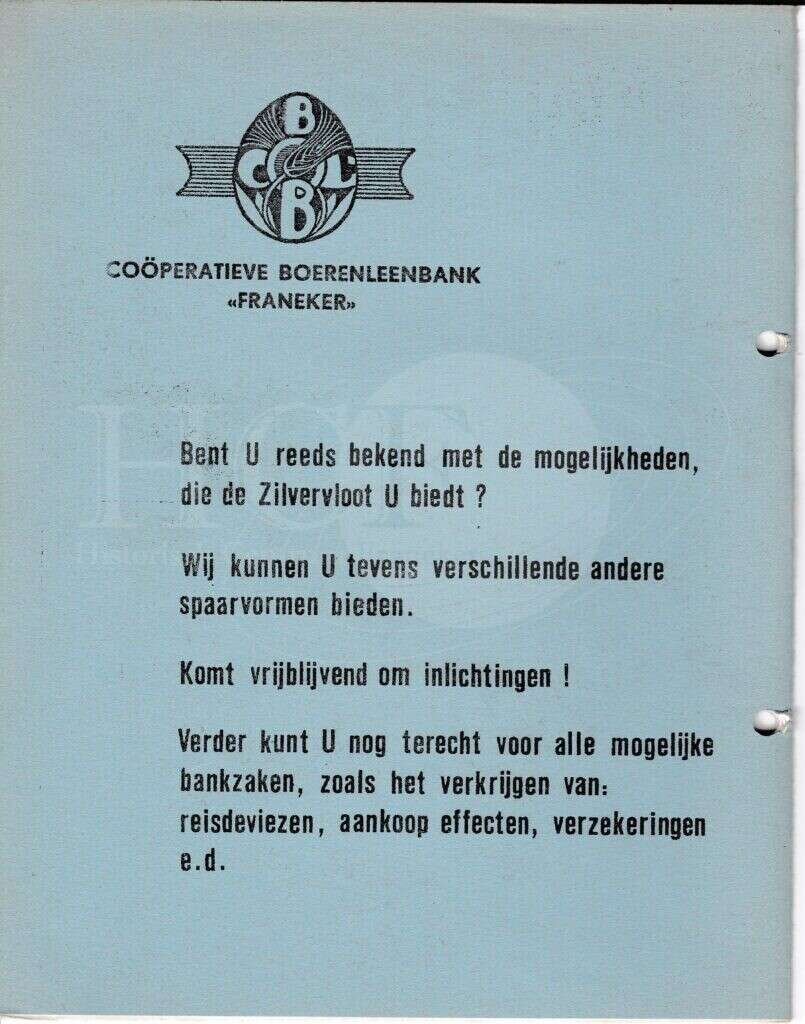 B
COL
B
COÖPERATIEVE BOERENLEENBANK
«FRANEKER»
Bent U reeds bekend met de mogelijkheden,
die de Zilvervloot U biedt ?
Wij kunnen U tevens verschillende andere
spaarvormen bieden.
Komt vrijblijvend om inlichtingen !
Verder kunt U nog terecht voor alle mogelijke
bankzaken, zoals het verkrijgen van:
reisdeviezen, aankoop effecten, verzekeringen
e.d.
HCF